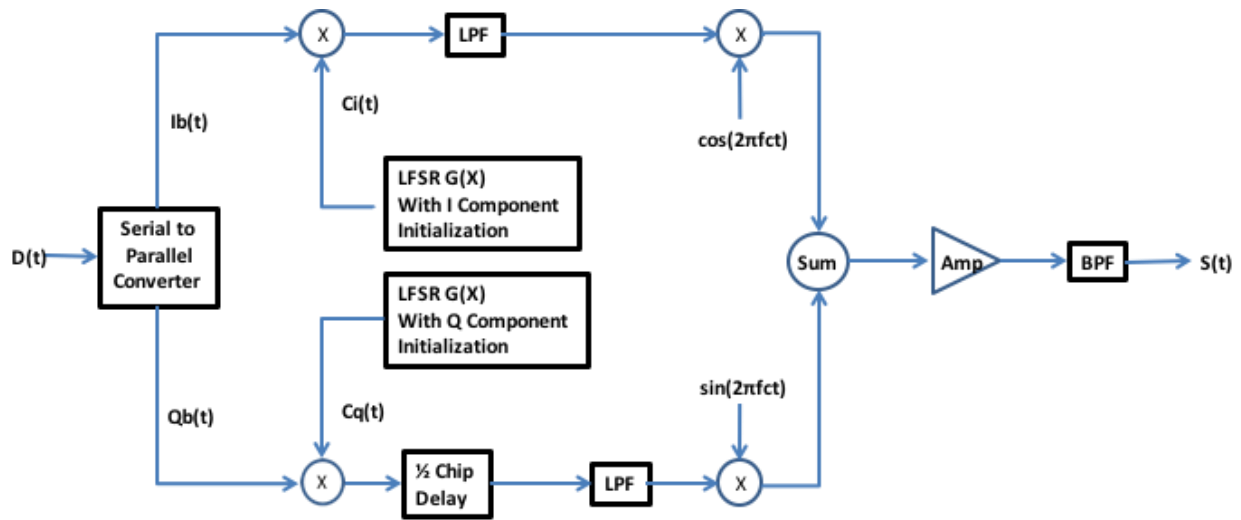 X
LPF
X
Ib(t)
Ci(t)
cos(2πfct)
LFSR G(X)
With I Component
Initialization
D(t)
Serial to
Parallel
Converter
Sum
Amp
BPF
S(t)
LFSR G(X)
With Q Component
Initialization
Qb(t)
Cq(t)
sin(2πfct)
X
½ Chip
Delay
LPF
X